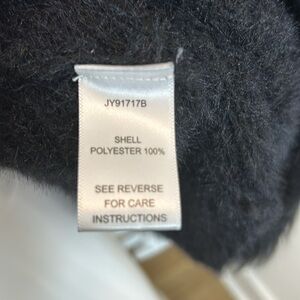 JY91717B
SHELL
POLYESTER 100%
SEE REVERSE
FOR CARE
INSTRUCTIONS